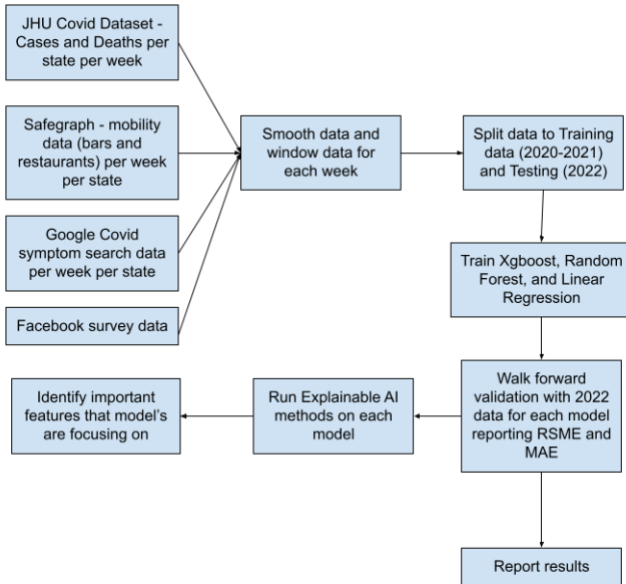 JHU Covid Dataset -
Cases and Deaths per
state per week
Safegraph - mobility
data (bars and
restaurants) per week
per state
Google Covid
symptom search data
per week per state
Facebook survey data
Smooth data and
window data for
each week
Split data to Training
data (2020-2021)
and Testing (2022)
Train Xgboost, Random
Forest, and Linear
Regression
Walk forward
validation with 2022
data for each model
reporting RSME and
MAE
Run Explainable AI
methods on each
model
Identify important
features that model's
are focusing on
Report results